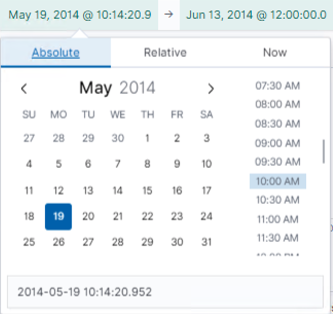 May 19, 2014 @ 10:14:20.9 → Jun 13, 2014 @ 12:00:00.0
Absolute Relative Now
May 2014
SU MO TU WE TH FR SA
27 28 29 30 1 2 3
4 5 6 7 8 9 10
11 12 13 14 15 16 17
18 19 20 21 22 23 24
25 26 27 28 29 30 31
07:30 AM
08:00 AM
08:30 AM
09:00 AM
09:30 AM
10:00 AM
10:30 AM
11:00 AM
11:30 AM
2014-05-19 10:14:20.952